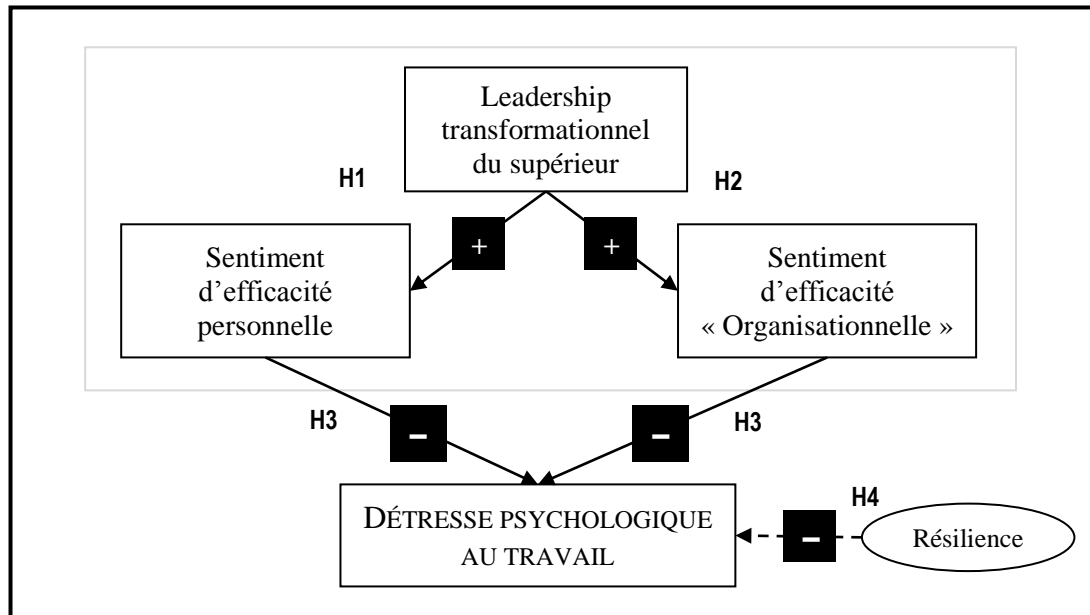 Leadership
transformationnel
du supérieur
H1
H2
+
+
Sentiment
d’efficacité
personnelle
Sentiment
d’efficacité
« Organisationnelle »
H3
–
–
H3
DÉTRESSE PSYCHOLOGIQUE
AU TRAVAIL
–
H4
Résilience